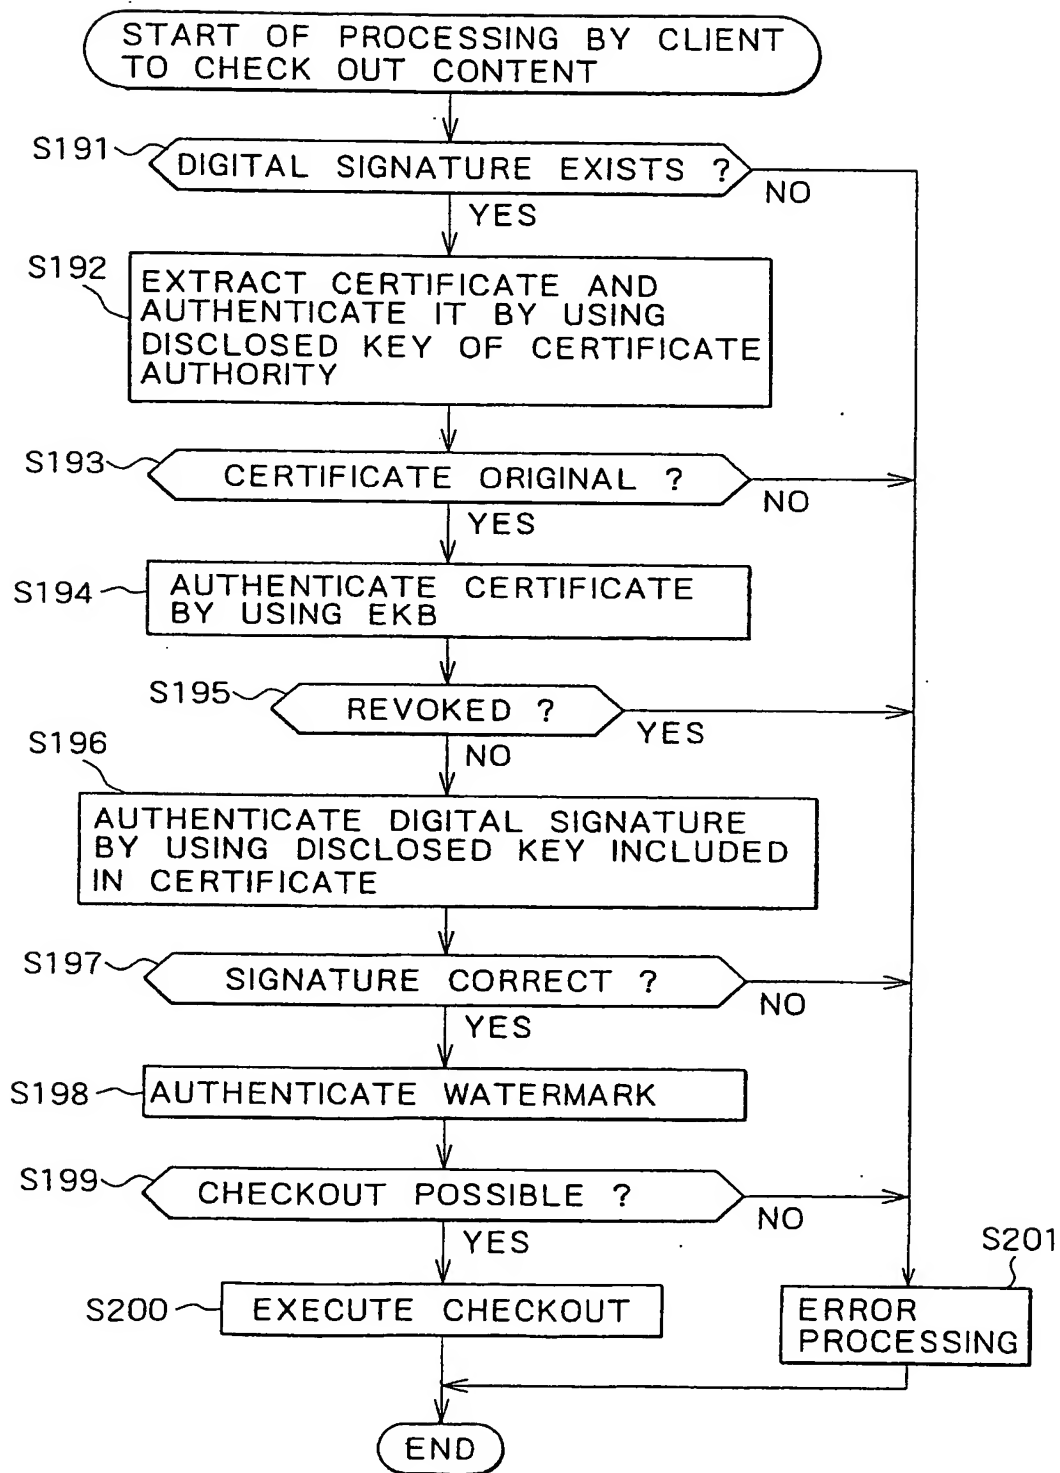 START OF PROCESSING BY CLIENT
TO CHECK OUT CONTENT
S191
DIGITAL SIGNATURE EXISTS ?
NO
YES
S192
EXTRACT CERTIFICATE AND
AUTHENTICATE IT BY USING
DISCLOSED KEY OF CERTIFICATE
AUTHORITY
S193
CERTIFICATE ORIGINAL ?
NO
YES
S194
AUTHENTICATE CERTIFICATE
BY USING EKB
S195
REVOKED ?
YES
NO
S196
AUTHENTICATE DIGITAL SIGNATURE
BY USING DISCLOSED KEY INCLUDED
IN CERTIFICATE
S197
SIGNATURE CORRECT ?
NO
YES
S198
AUTHENTICATE WATERMARK
S199
CHECKOUT POSSIBLE ?
NO
YES
S201
S200
EXECUTE CHECKOUT
ERROR
PROCESSING
END